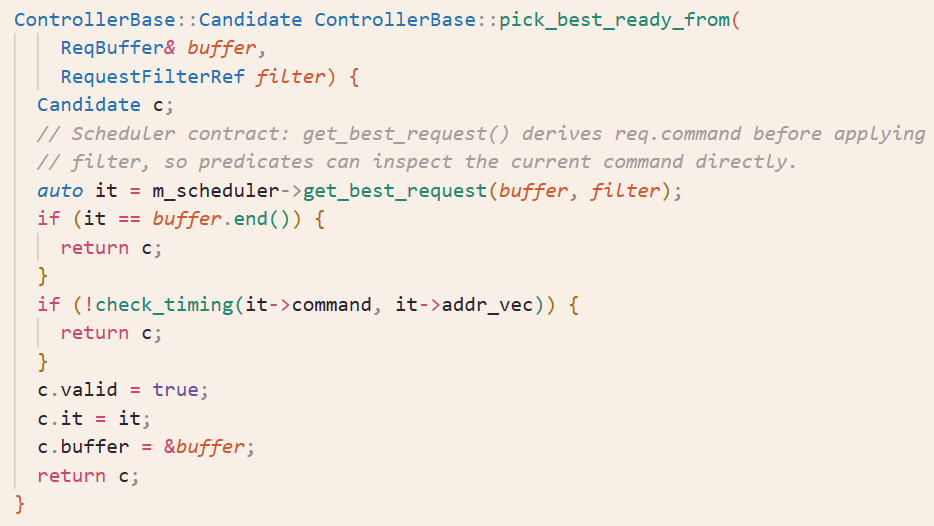 ControllerBase::Candidate ControllerBase::pick_best_ready_from(
    ReqBuffer& buffer,
    RequestFilterRef filter) {
  Candidate c;
  // Scheduler contract: get_best_request() derives req.command before applying
  // filter, so predicates can inspect the current command directly.
  auto it = m_scheduler->get_best_request(buffer, filter);
  if (it == buffer.end()) {
    return c;
  }
  if (!check_timing(it->command, it->addr_vec)) {
    return c;
  }
  c.valid = true;
  c.it = it;
  c.buffer = &buffer;
  return c;
}